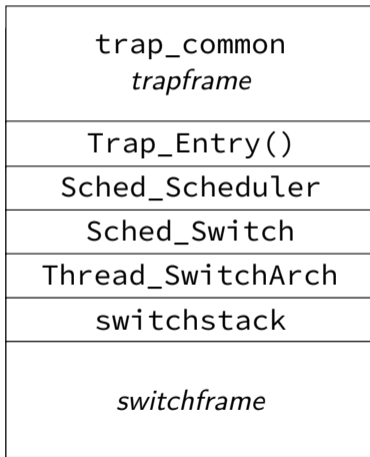 trap_common
trapframe
Trap_Entry()
Sched_Scheduler
Sched_Switch
Thread_SwitchArch
switchstack
switchframe